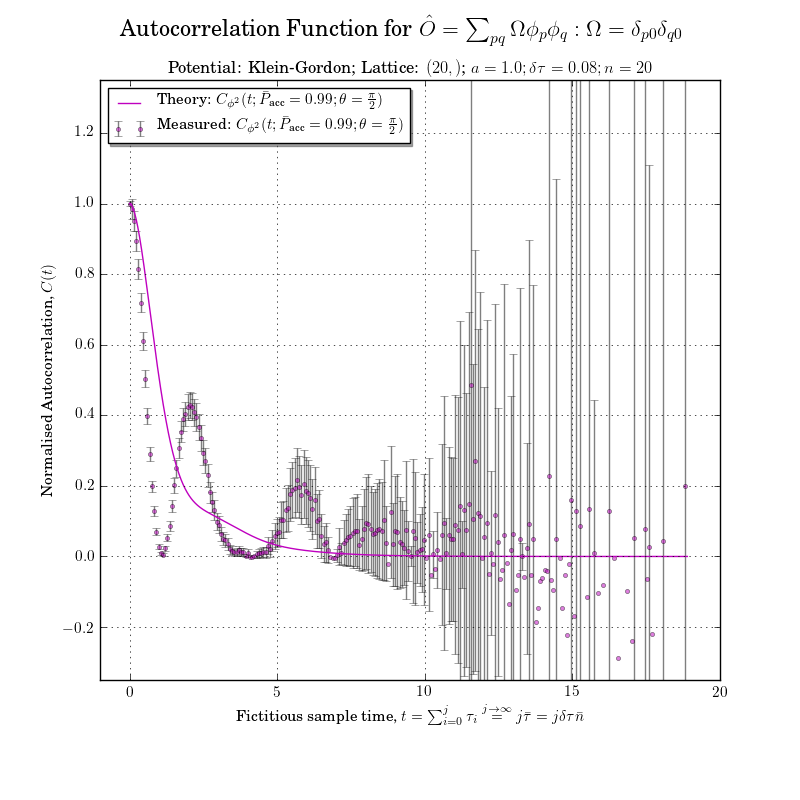 Autocorrelation Function for $\hat{O} = \sum_{pq} \Omega \phi_p \phi_q : \Omega = \delta_{p0} \delta_{q0}$
Potential: Klein-Gordon; Lattice: $(20,)$; $a = 1.0; \delta\tau = 0.08; n = 20$
Theory: $C_{\phi^2}(t; \bar{P}_{\mathrm{acc}} = 0.99; \theta = \frac{\pi}{2})$
Measured: $C_{\phi^2}(t; \bar{P}_{\mathrm{acc}} = 0.99; \theta = \frac{\pi}{2})$
Normalised Autocorrelation, $C(t)$
1.2
1.0
0.8
0.6
0.4
0.2
0.0
−0.2
0 5 10 15 20
Fictitious sample time, $t = \sum_{i=0}^{j} \tau_i \overset{j \to \infty}{=} j\bar{\tau} = j\delta\tau\bar{n}$